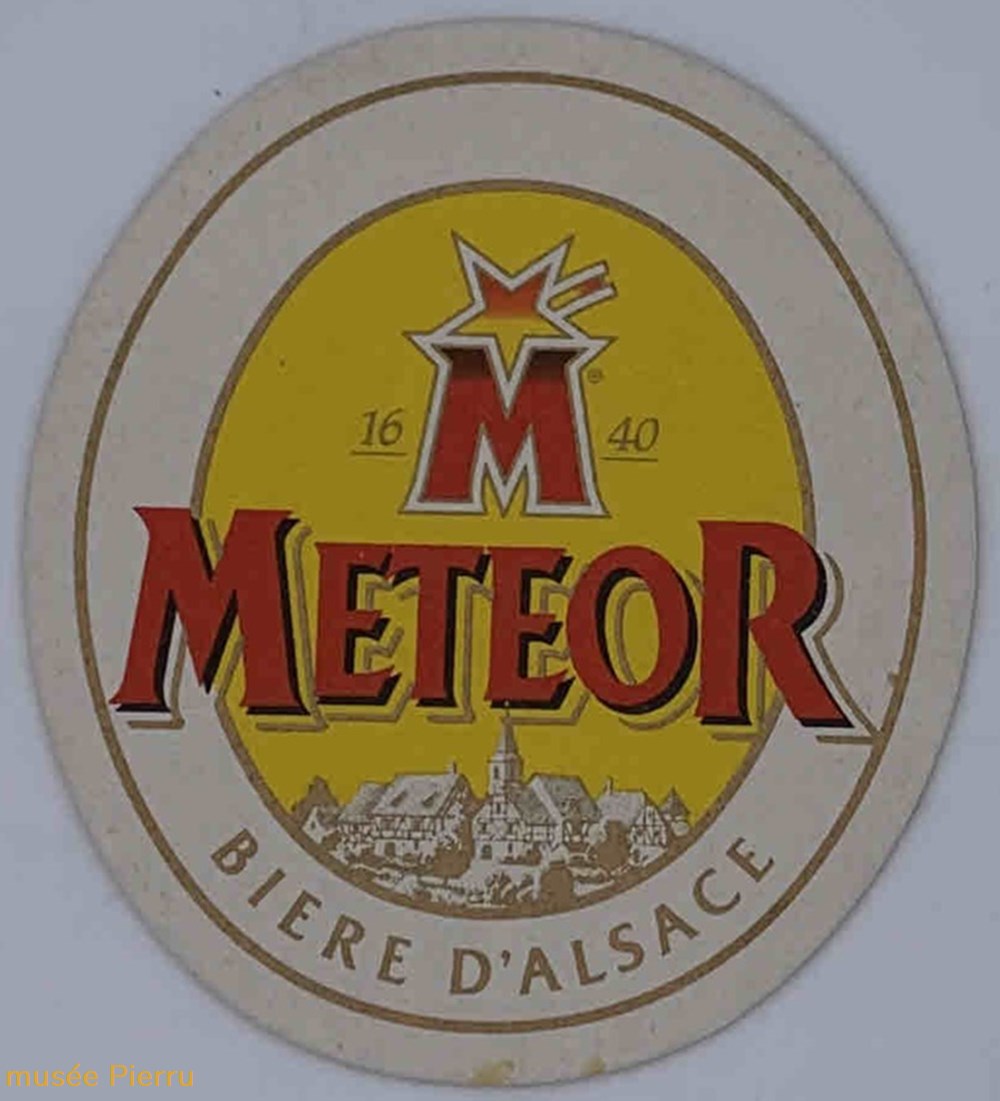 M
®
16 40
METEOR
BIERE D'ALSACE
musée Pierru